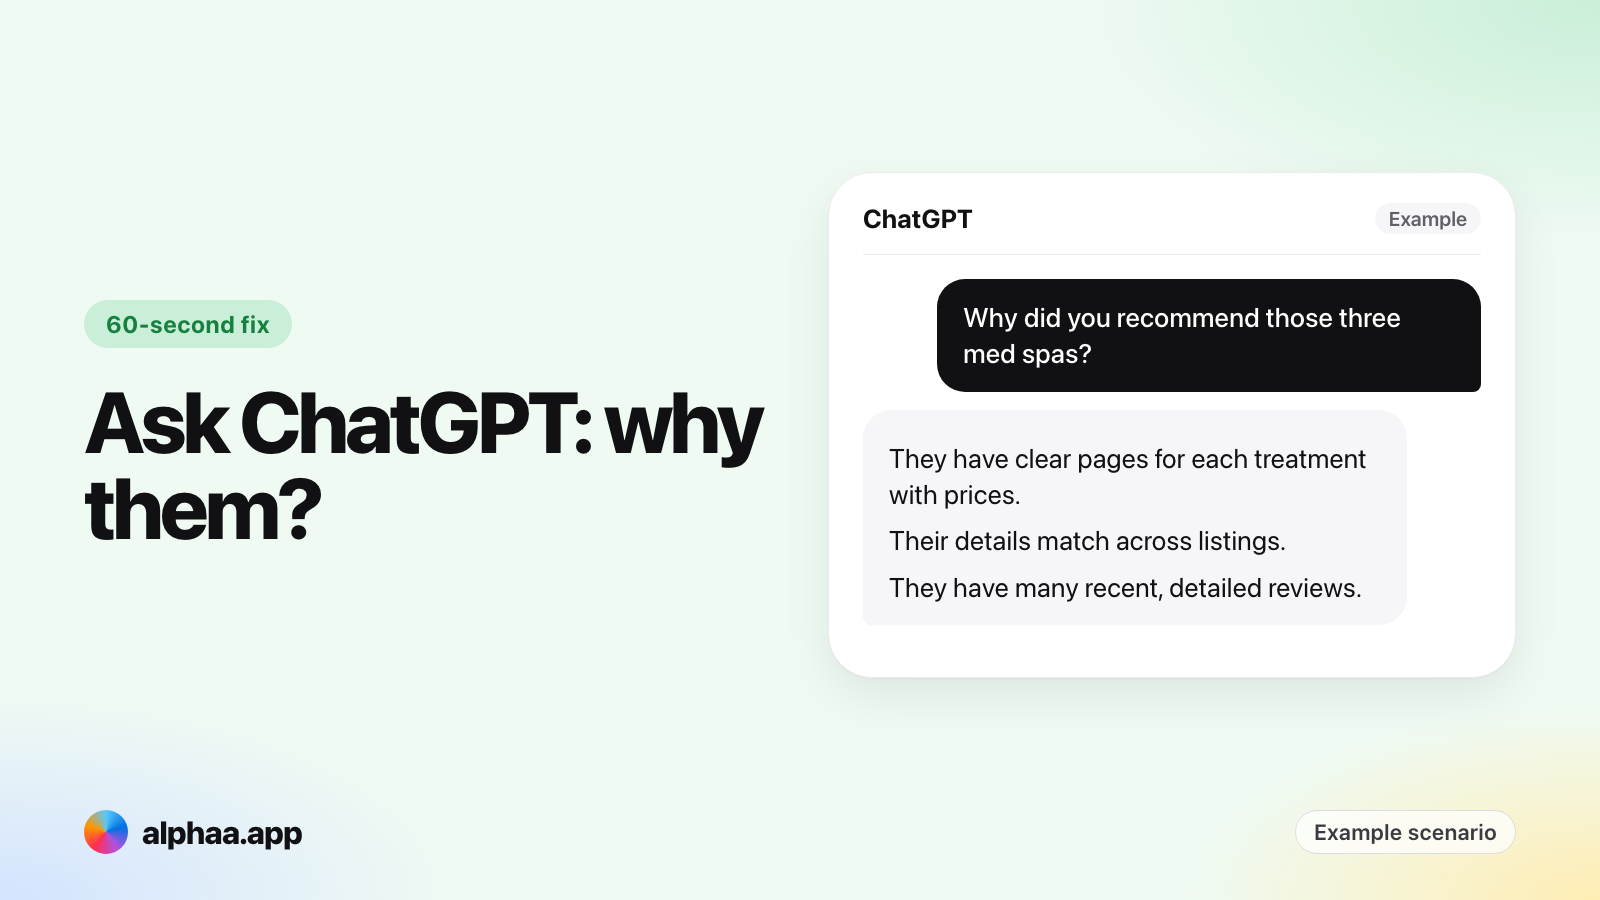 60-second fix
Ask ChatGPT: why
them?
ChatGPT
Example
Why did you recommend those three
med spas?
They have clear pages for each treatment
with prices.
Their details match across listings.
They have many recent, detailed reviews.
alphaa.app
Example scenario